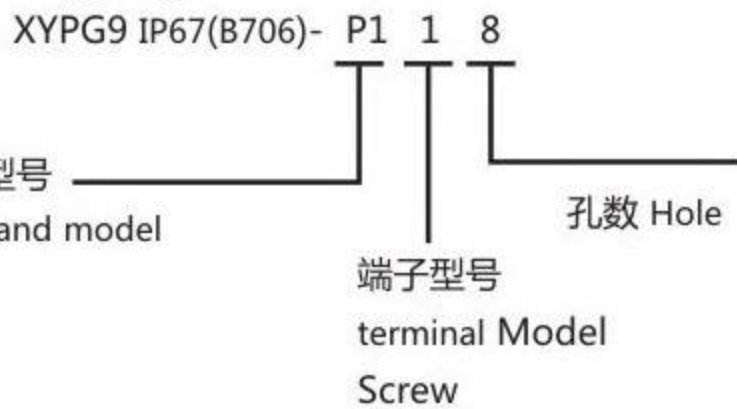 XYPG9 IP67(B706)- P1 1 8
型号
and model
孔数 Hole
端子型号
terminal Model
Screw